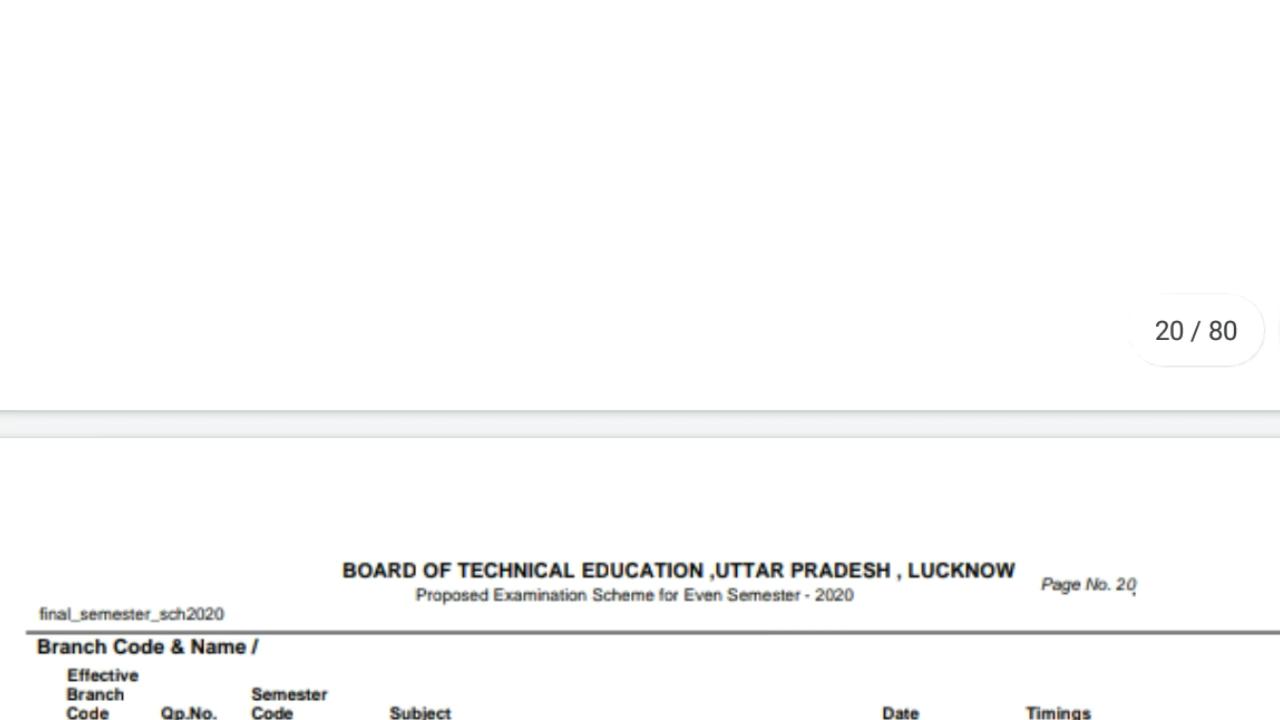 20 / 80
BOARD OF TECHNICAL EDUCATION ,UTTAR PRADESH , LUCKNOW
Page No. 20
Proposed Examination Scheme for Even Semester - 2020
final_semester_sch2020
Branch Code & Name /
Effective
Branch Semester
Code Qp.No. Code Subject Date Timings